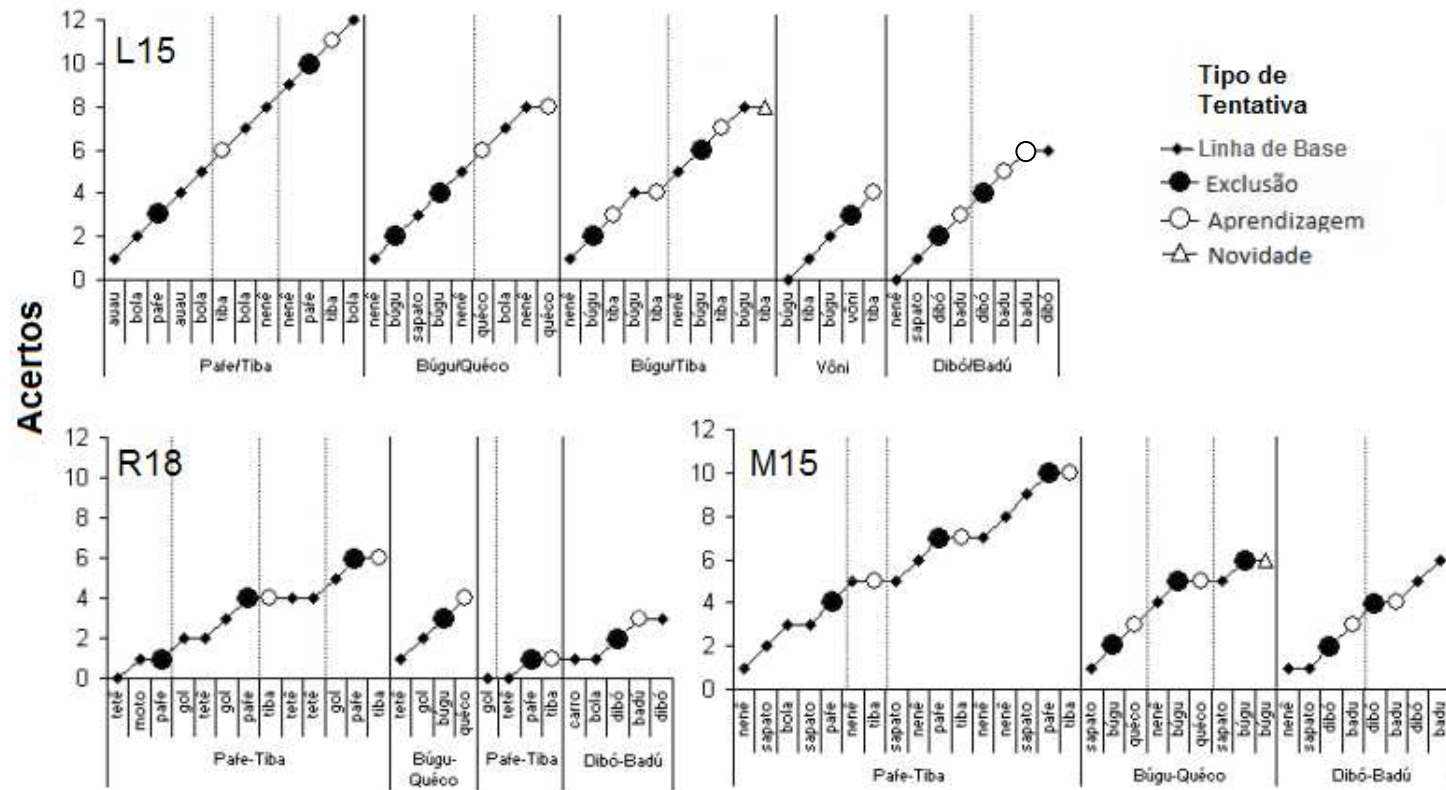 Acertos
L15
12
10
8
6
4
2
0
auau bola pafe auau bola tiba bola nenê nenê pafe tiba bola nenê búgu sapato búgu nenê quéco bola nenê quéco nenê búgu tiba búgu tiba nenê búgu tiba búgu tiba búgu tiba búgu vôni tiba nenê sapato dibó badu dibó badu badu dibó
Pafe/Tiba Búgu/Quéco Búgu/Tiba Vôni Dibó/Badú
Tipo de
Tentativa
Linha de Base
Exclusão
Aprendizagem
Novidade
R18
12
10
8
6
4
2
0
tetê moto pafe gol tetê gol pafe tiba tetê tetê gol pafe tiba tetê gol búgu quéco gol tetê pafe tiba carro bola dibó badú dibó
Pafe-Tiba Búgu- Pafe-Tiba Dibó-Badú
Quéco
M15
12
10
8
6
4
2
0
nenê sapato bola sapato pafe nenê tiba sapato nenê pafe tiba nenê nenê sapato pafe tiba sapato búgu quéco nenê búgu quéco sapato búgu búgu nenê sapato dibó badu dibó badu dibó badu
Pafe-Tiba Búgu-Quéco Dibó-Badú